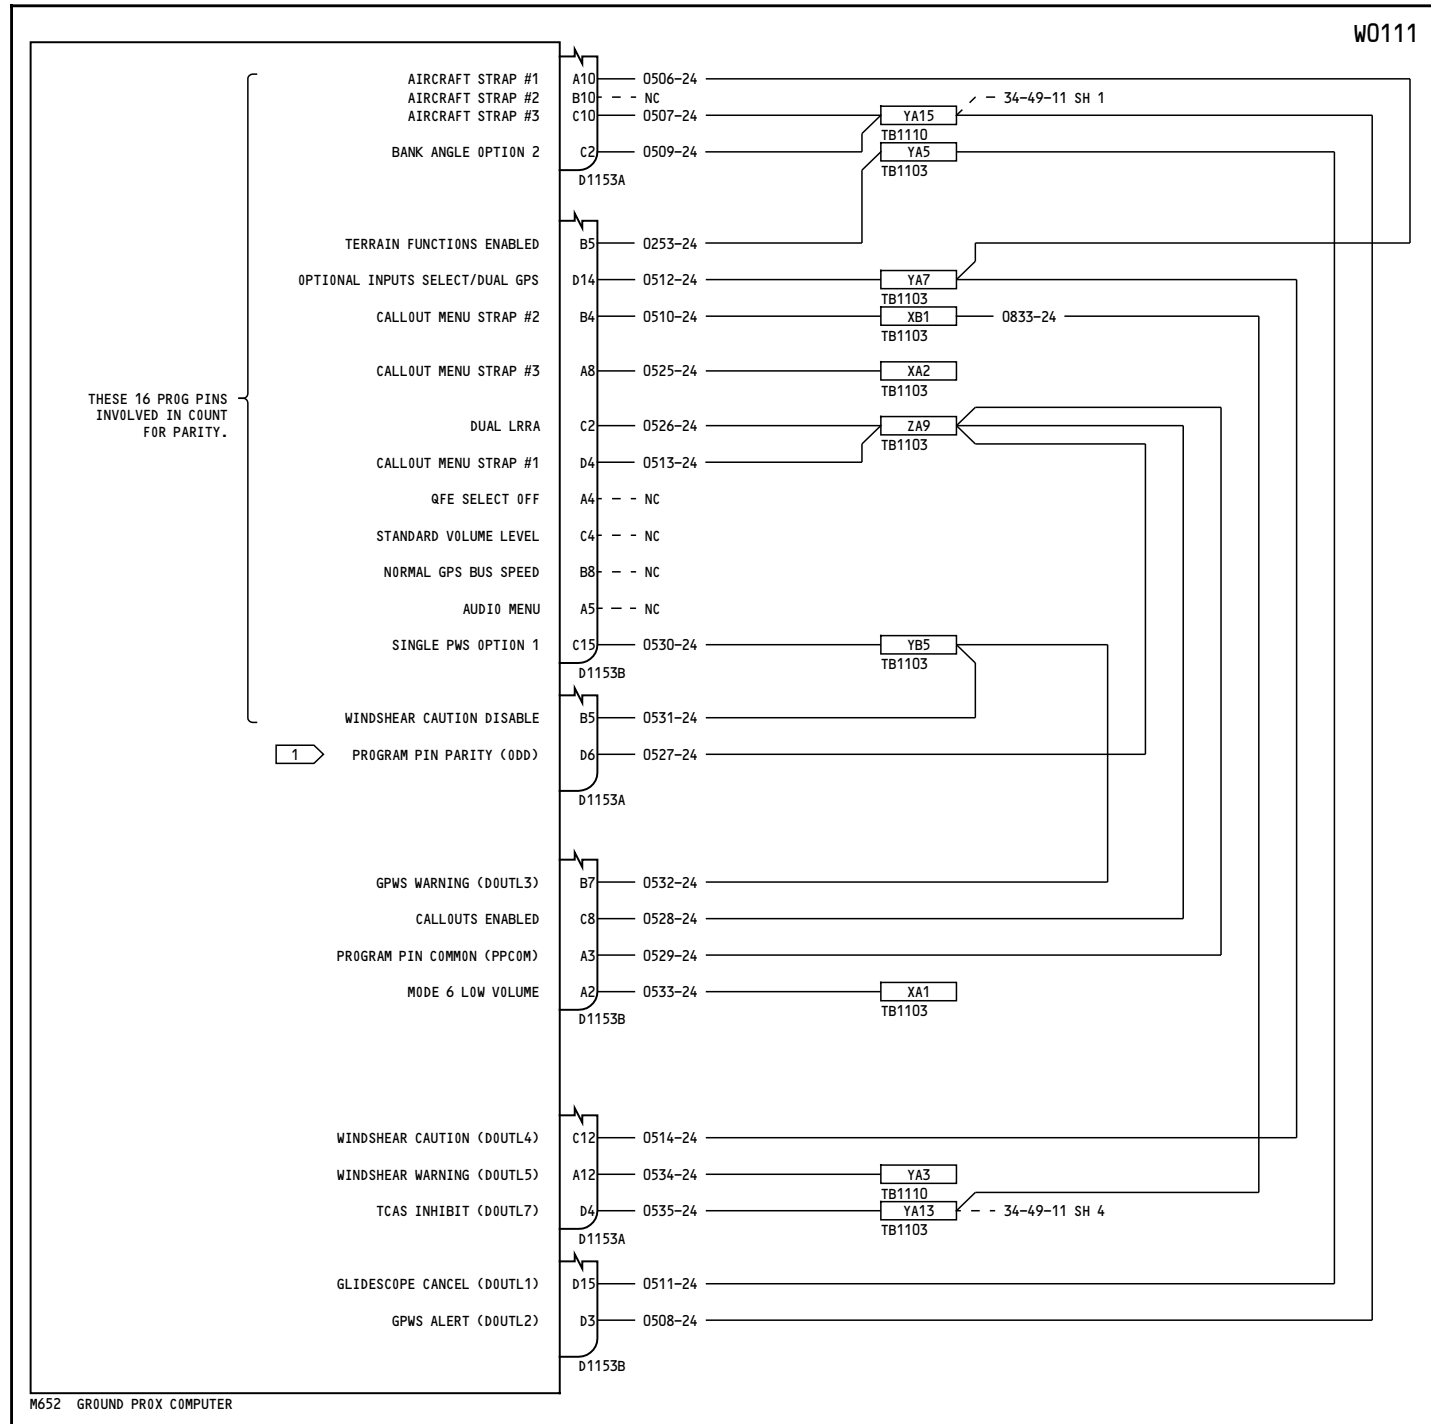 W0111
AIRCRAFT STRAP #1 A10 0506-24
AIRCRAFT STRAP #2 B10 NC 34-49-11 SH 1
AIRCRAFT STRAP #3 C10 0507-24 YA15
TB1110
BANK ANGLE OPTION 2 C2 0509-24 YA5
D1153A TB1103
TERRAIN FUNCTIONS ENABLED B5 0253-24
OPTIONAL INPUTS SELECT/DUAL GPS D14 0512-24 YA7
TB1103
CALLOUT MENU STRAP #2 B4 0510-24 XB1 0833-24
TB1103
CALLOUT MENU STRAP #3 A8 0525-24 XA2
TB1103
THESE 16 PROG PINS
INVOLVED IN COUNT
FOR PARITY.
DUAL LRRA C2 0526-24 ZA9
TB1103
CALLOUT MENU STRAP #1 D4 0513-24
QFE SELECT OFF A4 NC
STANDARD VOLUME LEVEL C4 NC
NORMAL GPS BUS SPEED B8 NC
AUDIO MENU A5 NC
SINGLE PWS OPTION 1 C15 0530-24 YB5
TB1103
D1153B
WINDSHEAR CAUTION DISABLE B5 0531-24
1 PROGRAM PIN PARITY (ODD) D6 0527-24
D1153A
GPWS WARNING (DOUTL3) B7 0532-24
CALLOUTS ENABLED C8 0528-24
PROGRAM PIN COMMON (PPCOM) A3 0529-24
MODE 6 LOW VOLUME A2 0533-24 XA1
TB1103
D1153B
WINDSHEAR CAUTION (DOUTL4) C12 0514-24
WINDSHEAR WARNING (DOUTL5) A12 0534-24 YA3
TB1110
TCAS INHIBIT (DOUTL7) D4 0535-24 YA13 34-49-11 SH 4
TB1103
D1153A
GLIDESCOPE CANCEL (DOUTL1) D15 0511-24
GPWS ALERT (DOUTL2) D3 0508-24
D1153B
M652 GROUND PROX COMPUTER